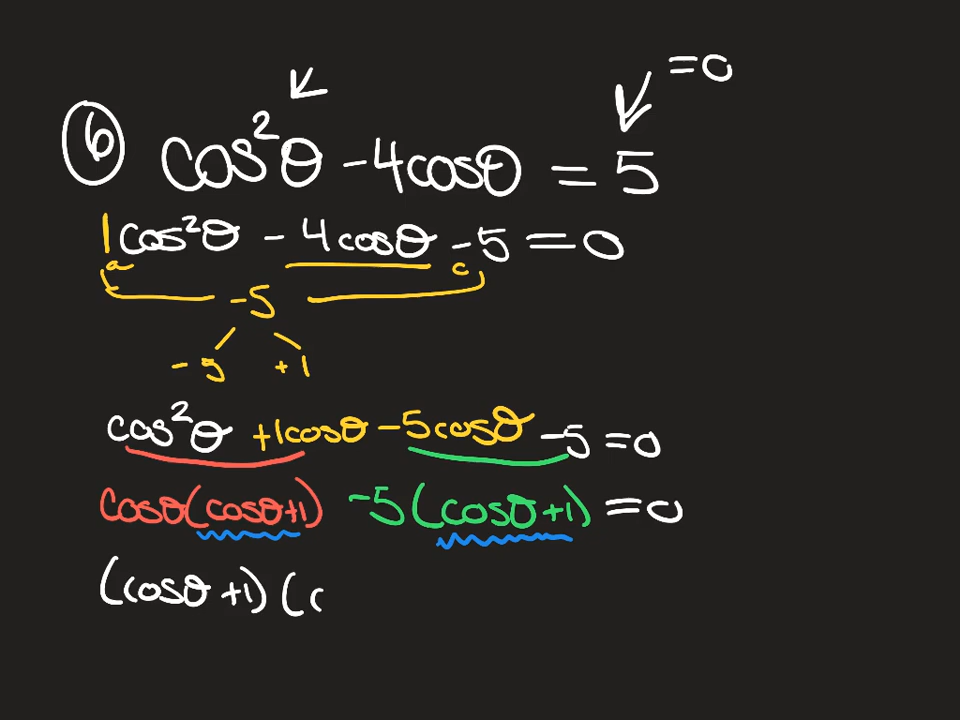 =0
6 cos²θ - 4cosθ = 5
1cos²θ - 4cosθ - 5 = 0
a c
-5
-5 +1
cos²θ +1cosθ -5cosθ -5 = 0
cosθ(cosθ+1) -5(cosθ+1) = 0
(cosθ+1)(c